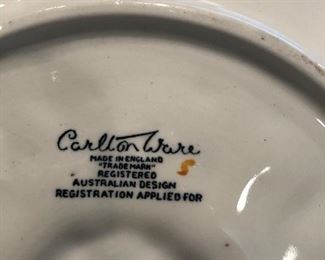 Carlton Ware
MADE IN ENGLAND
"TRADE MARK"
REGISTERED
AUSTRALIAN DESIGN
REGISTRATION APPLIED FOR
S